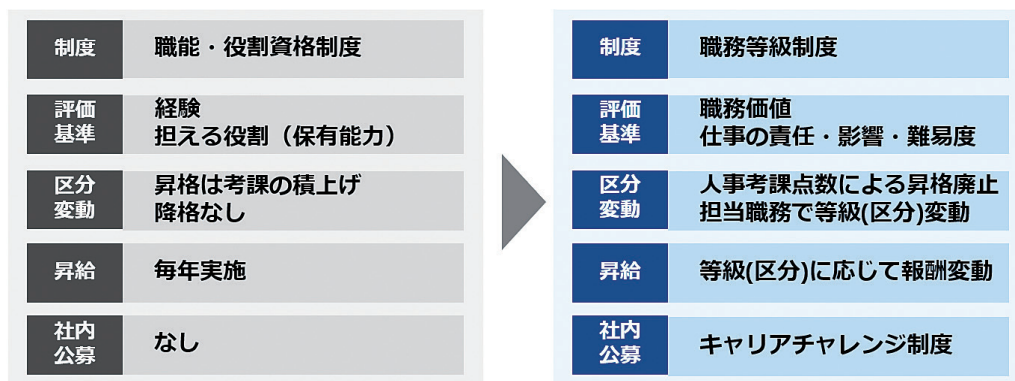 制度
職能・役割資格制度
評価
基準
経験
担える役割（保有能力）
区分
変動
昇格は考課の積上げ
降格なし
昇給
毎年実施
社内
公募
なし
制度
職務等級制度
評価
基準
職務価値
仕事の責任・影響・難易度
区分
変動
人事考課点数による昇格廃止
担当職務で等級(区分)変動
昇給
等級(区分)に応じて報酬変動
社内
公募
キャリアチャレンジ制度